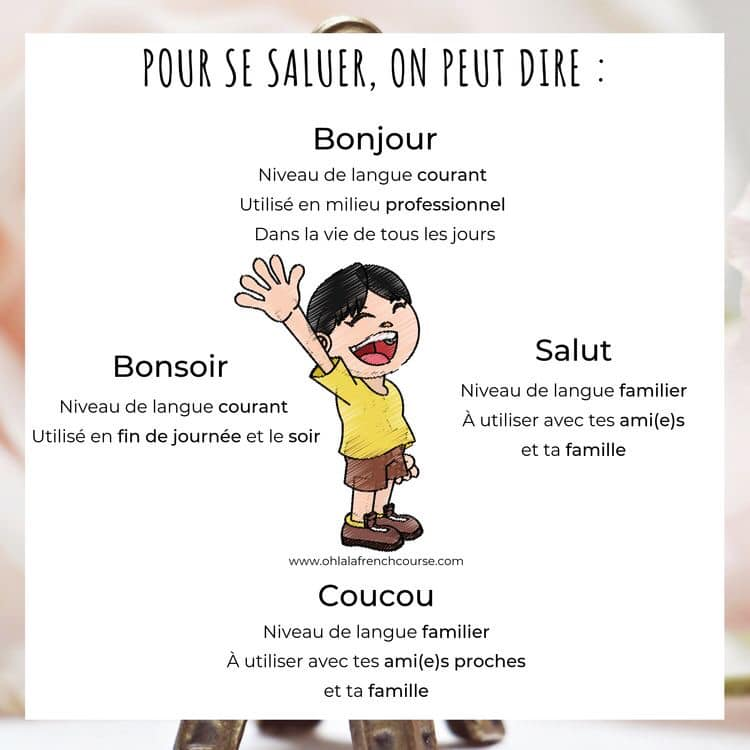 POUR SE SALUER, ON PEUT DIRE :
Bonjour
Niveau de langue courant
Utilisé en milieu professionnel
Dans la vie de tous les jours
Bonsoir
Niveau de langue courant
Utilisé en fin de journée et le soir
Salut
Niveau de langue familier
À utiliser avec tes ami(e)s
et ta famille
www.ohlalafrenchcourse.com
Coucou
Niveau de langue familier
À utiliser avec tes ami(e)s proches
et ta famille